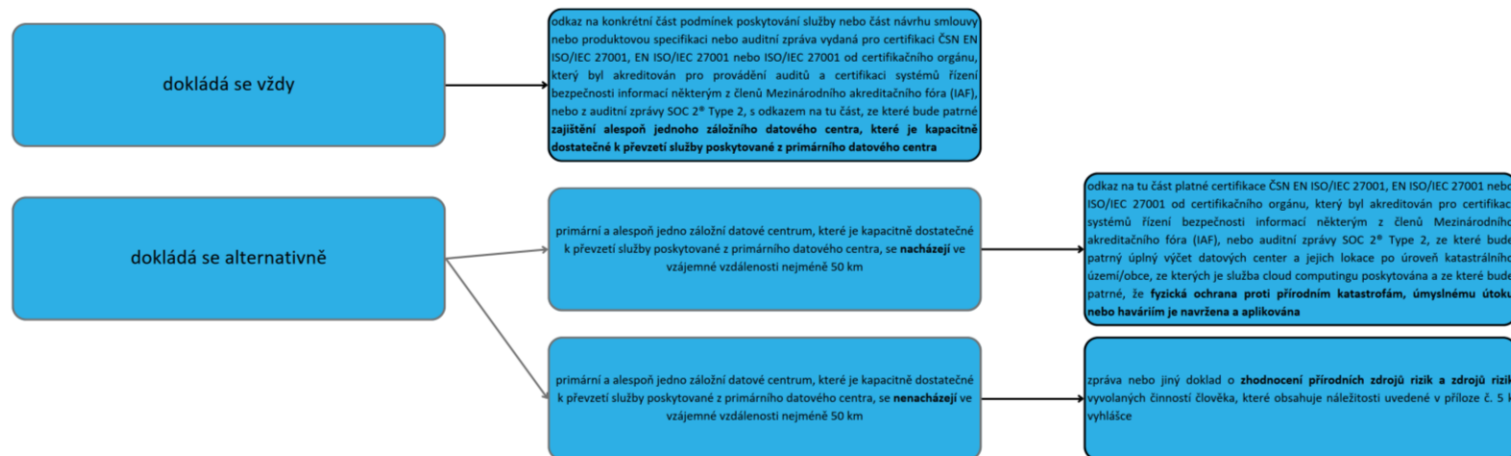 dokládá se vždy
odkaz na konkrétní část podmínek poskytování služby nebo část návrhu smlouvy
nebo produktovou specifikaci nebo auditní zpráva vydaná pro certifikaci ČSN EN
ISO/IEC 27001, EN ISO/IEC 27001 nebo ISO/IEC 27001 od certifikačního orgánu,
který byl akreditován pro provádění auditů a certifikaci systémů řízení
bezpečnosti informací některým z členů Mezinárodního akreditačního fóra (IAF),
nebo z auditní zprávy SOC 2® Type 2, s odkazem na tu část, ze které bude patrné
zajištění alespoň jednoho záložního datového centra, které je kapacitně
dostatečné k převzetí služby poskytované z primárního datového centra
dokládá se alternativně
primární a alespoň jedno záložní datové centrum, které je kapacitně dostatečné
k převzetí služby poskytované z primárního datového centra, se nacházejí ve
vzájemné vzdálenosti nejméně 50 km
odkaz na tu část platné certifikace ČSN EN ISO/IEC 27001, EN ISO/IEC 27001 nebo
ISO/IEC 27001 od certifikačního orgánu, který byl akreditován pro certifikaci
systémů řízení bezpečnosti informací některým z členů Mezinárodního
akreditačního fóra (IAF), nebo auditní zprávy SOC 2® Type 2, ze které bude
patrný úplný výčet datových center a jejich lokace po úroveň katastrálního
území/obce, ze kterých je služba cloud computingu poskytována a ze které bude
patrné, že fyzická ochrana proti přírodním katastrofám, úmyslnému útoku
nebo haváriím je navržena a aplikována
primární a alespoň jedno záložní datové centrum, které je kapacitně dostatečné
k převzetí služby poskytované z primárního datového centra, se nenacházejí ve
vzájemné vzdálenosti nejméně 50 km
zpráva nebo jiný doklad o zhodnocení přírodních zdrojů rizik a zdrojů rizik
vyvolaných činností člověka, které obsahuje náležitosti uvedené v příloze č. 5 k
vyhlášce